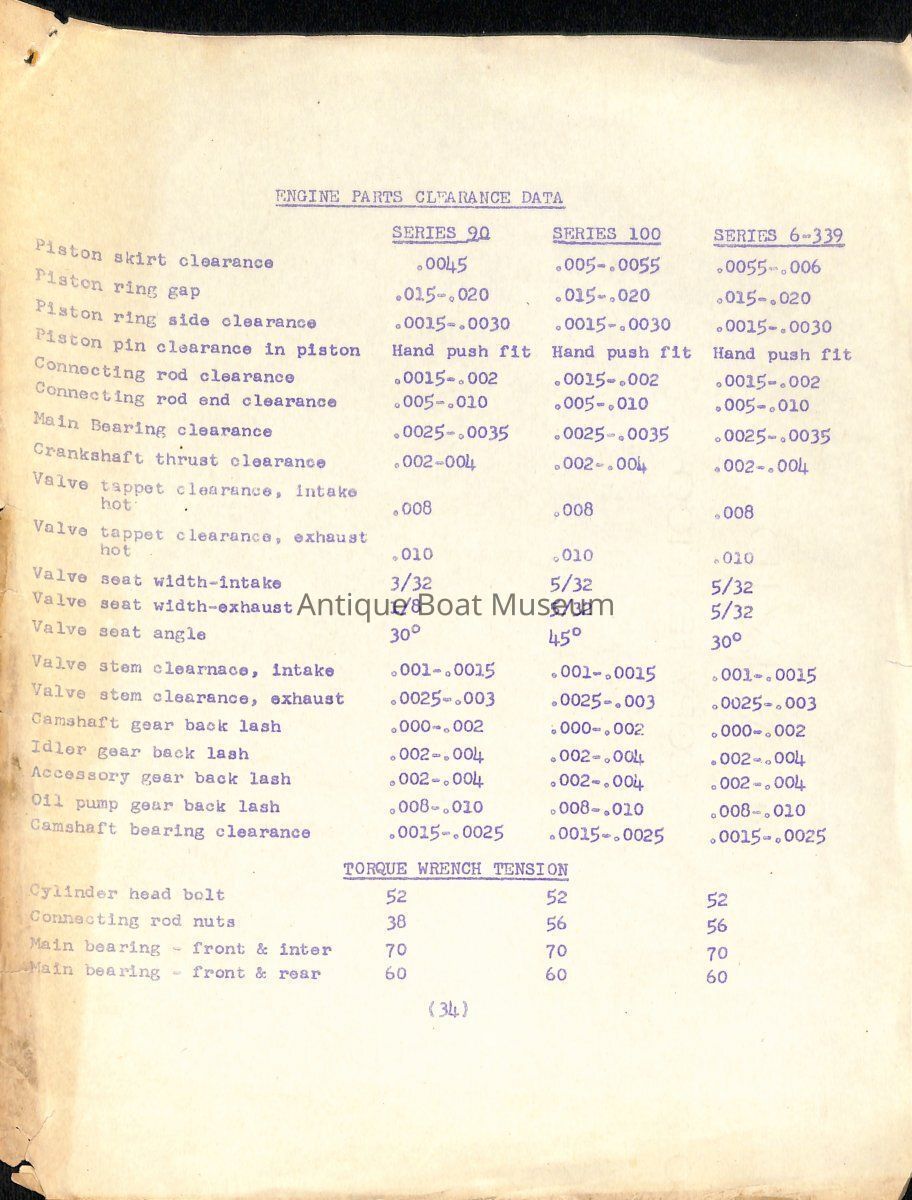 ENGINE PARTS CLEARANCE DATA
SERIES 90 SERIES 100 SERIES 6-339
Piston skirt clearance .0045 .005-.0055 .0055-.006
Piston ring gap .015-.020 .015-.020 .015-.020
Piston ring side clearance .0015-.0030 .0015-.0030 .0015-.0030
Piston pin clearance in piston Hand push fit Hand push fit Hand push fit
Connecting rod clearance .0015-.002 .0015-.002 .0015-.002
Connecting rod end clearance .005-.010 .005-.010 .005-.010
Main Bearing clearance .0025-.0035 .0025-.0035 .0025-.0035
Crankshaft thrust clearance .002-004 .002-.004 .002-.004
Valve tappet clearance, intake
hot .008 .008 .008
Valve tappet clearance, exhaust
hot .010 .010 .010
Valve seat width-intake 3/32 5/32 5/32
Valve seat width-exhaust 1/8 5/32 5/32
Antique Boat Museum
Valve seat angle 30° 45° 30°
Valve stem clearnace, intake .001-.0015 .001-.0015 .001-.0015
Valve stem clearance, exhaust .0025-.003 .0025-.003 .0025-.003
Camshaft gear back lash .000-.002 .000-.002 .000-.002
Idler gear back lash .002-.004 .002-.004 .002-.004
Accessory gear back lash .002-.004 .002-.004 .002-.004
Oil pump gear back lash .008-.010 .008-.010 .008-.010
Camshaft bearing clearance .0015-.0025 .0015-.0025 .0015-.0025
TORQUE WRENCH TENSION
Cylinder head bolt 52 52 52
Connecting rod nuts 38 56 56
Main bearing - front & inter 70 70 70
Main bearing - front & rear 60 60 60
(34)